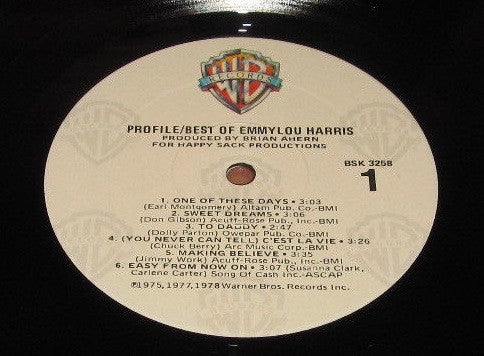 WB
RECORDS
PROFILE/BEST OF EMMYLOU HARRIS
PRODUCED BY BRIAN AHERN
FOR HAPPY SACK PRODUCTIONS
BSK 3258
1
1. ONE OF THESE DAYS • 3:03
(Earl Montgomery) Altam Pub. Co.-BMI
2. SWEET DREAMS • 3:06
(Don Gibson) Acuff-Rose Pub., Inc.-BMI
3. TO DADDY • 2:47
(Dolly Parton) Owepar Pub. Co.-BMI
4. (YOU NEVER CAN TELL) C'EST LA VIE • 3:26
(Chuck Berry) Arc Music Corp.-BMI
5. MAKING BELIEVE • 3:35
(Jimmy Work) Acuff-Rose Pub., Inc.-BMI
6. EASY FROM NOW ON • 3:07 (Susanna Clark,
Carlene Carter) Song Of Cash Inc.-ASCAP
℗1975,1977,1978 Warner Bros. Records Inc.